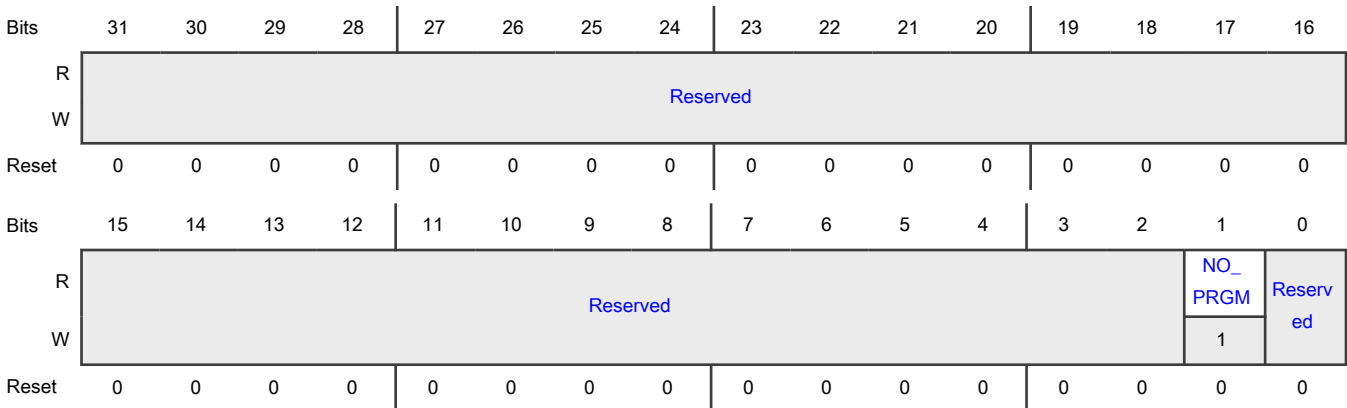 Bits 31 30 29 28 27 26 25 24 23 22 21 20 19 18 17 16
R
Reserved
W
Reset 0 0 0 0 0 0 0 0 0 0 0 0 0 0 0 0
Bits 15 14 13 12 11 10 9 8 7 6 5 4 3 2 1 0
R Reserved NO_
PRGM Reserv
ed
W 1
Reset 0 0 0 0 0 0 0 0 0 0 0 0 0 0 0 0